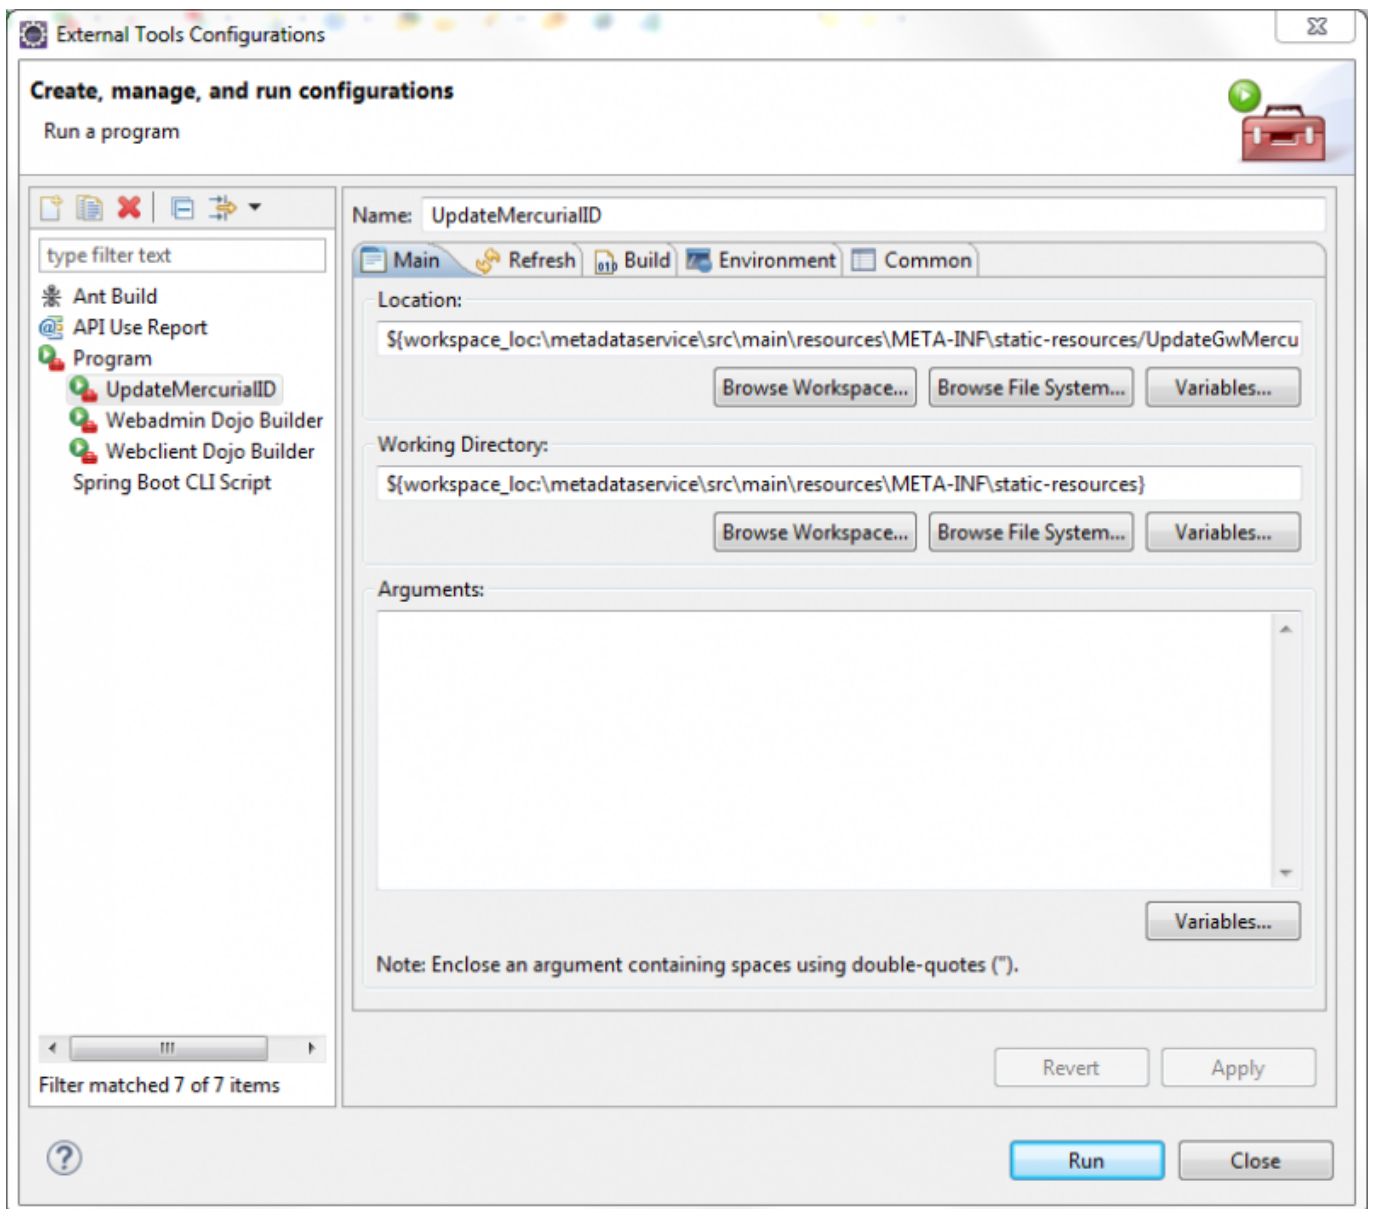 External Tools Configurations
Create, manage, and run configurations
Run a program
type filter text
Ant Build
API Use Report
Program
UpdateMercurialID
Webadmin Dojo Builder
Webclient Dojo Builder
Spring Boot CLI Script
Filter matched 7 of 7 items
Name: UpdateMercurialID
Main Refresh Build Environment Common
Location:
${workspace_loc:\metadataservice\src\main\resources\META-INF\static-resources/UpdateGwMercu
Browse Workspace... Browse File System... Variables...
Working Directory:
${workspace_loc:\metadataservice\src\main\resources\META-INF\static-resources}
Browse Workspace... Browse File System... Variables...
Arguments:
Variables...
Note: Enclose an argument containing spaces using double-quotes (").
Revert Apply
Run Close